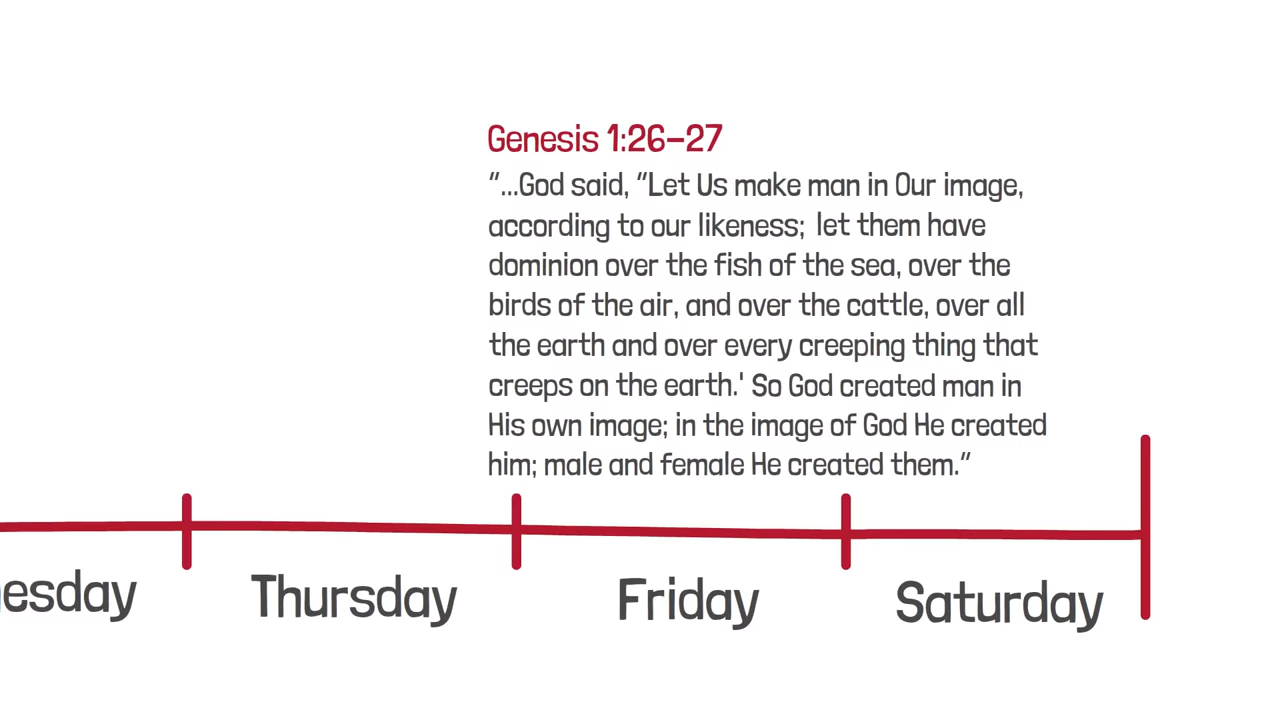 Genesis 1:26–27
"...God said, "Let Us make man in Our image,
according to our likeness; let them have
dominion over the fish of the sea, over the
birds of the air, and over the cattle, over all
the earth and over every creeping thing that
creeps on the earth.' So God created man in
His own image; in the image of God He created
him; male and female He created them."
nesday Thursday Friday Saturday